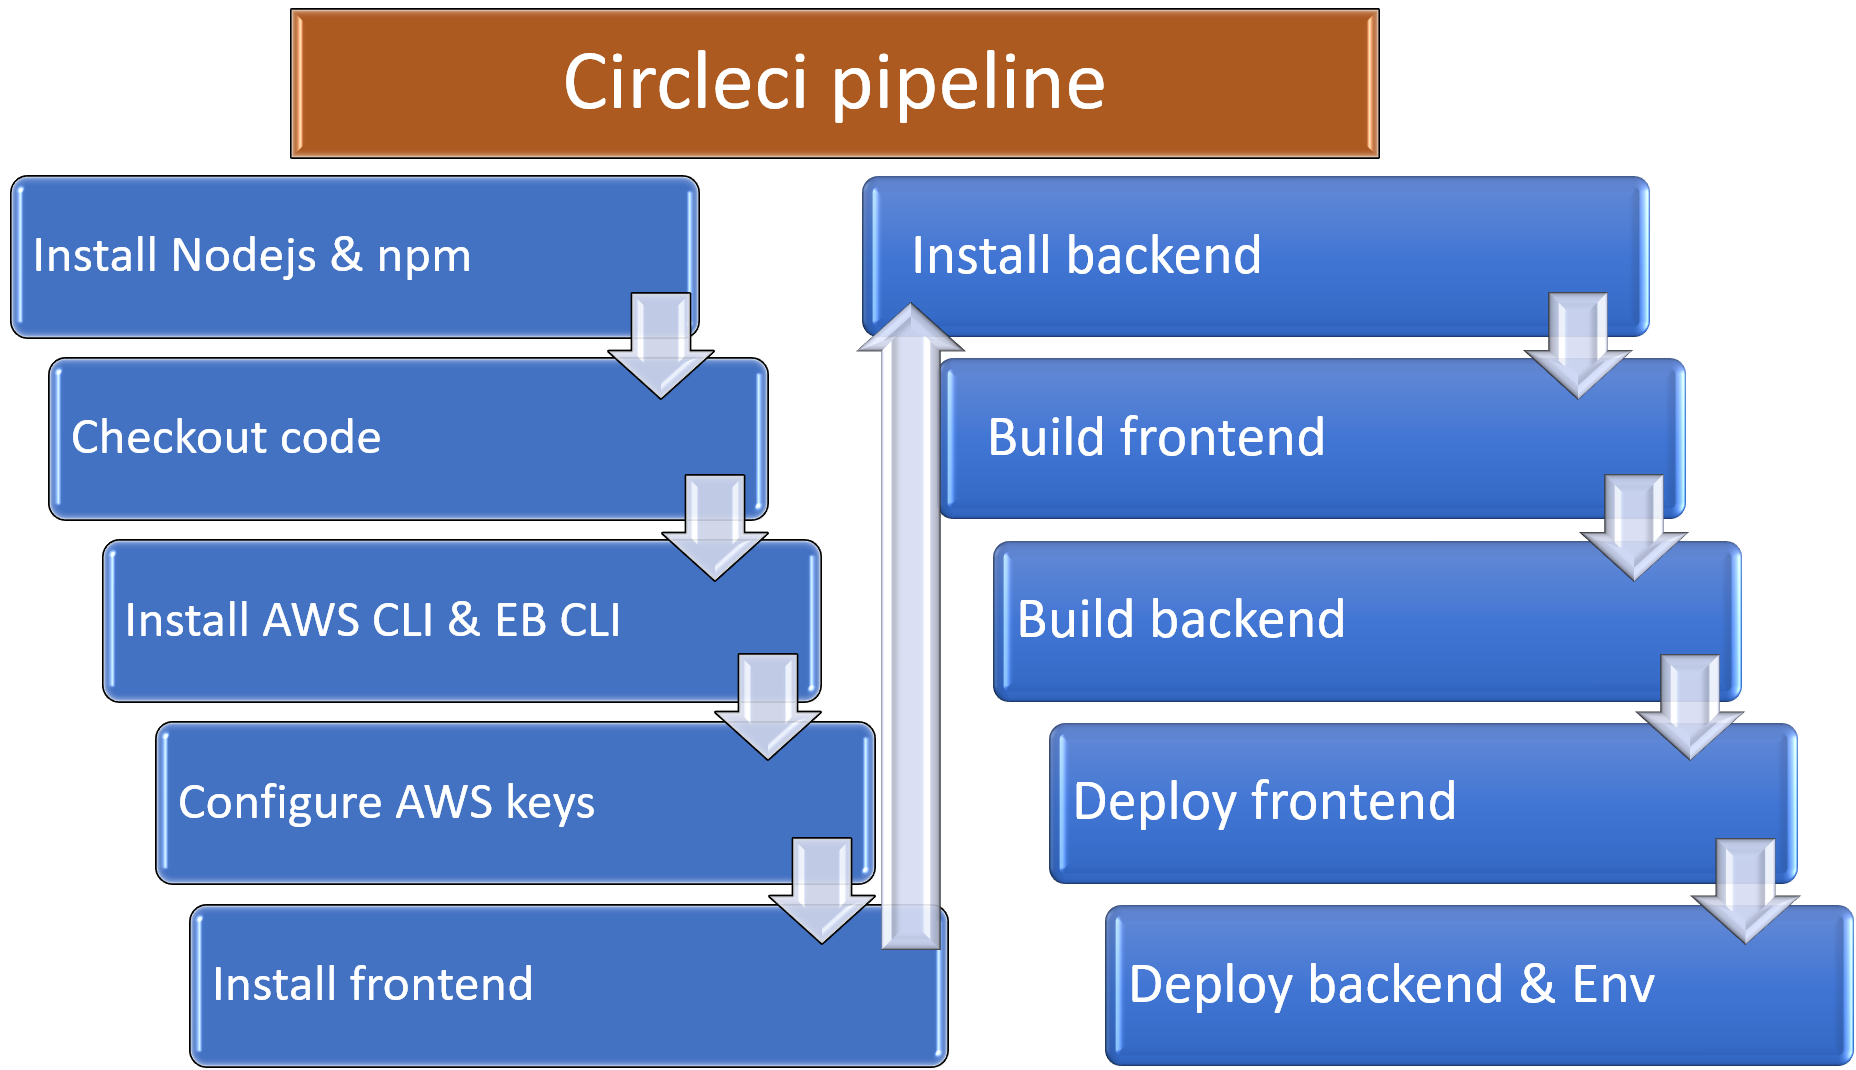 Circleci pipeline
Install Nodejs & npm
Checkout code
Install AWS CLI & EB CLI
Configure AWS keys
Install frontend
Install backend
Build frontend
Build backend
Deploy frontend
Deploy backend & Env